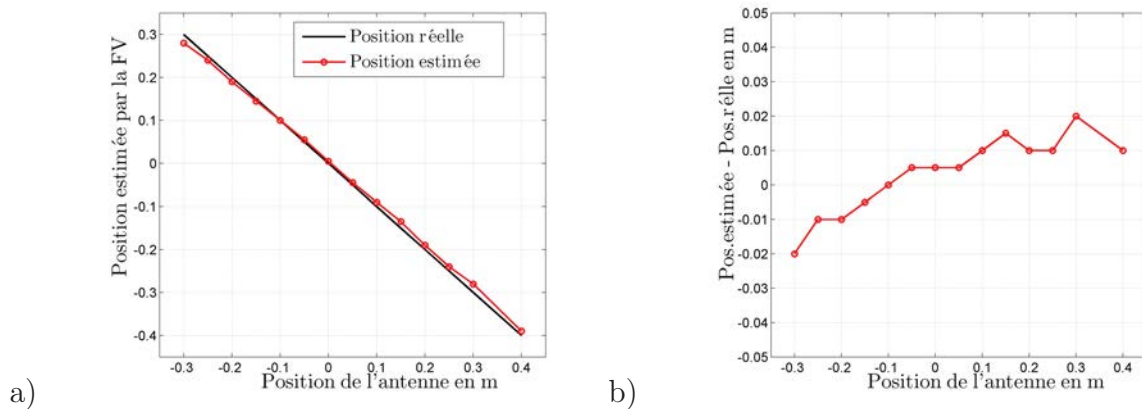 Position estimée par la FV
0.3
0.2
0.1
0
-0.1
-0.2
-0.3
-0.4
Position réelle
Position estimée
-0.3 -0.2 -0.1 0 0.1 0.2 0.3 0.4
Position de l'antenne en m
a)
Pos.estimée - Pos.rélle en m
0.05
0.04
0.03
0.02
0.01
0
-0.01
-0.02
-0.03
-0.04
-0.05
-0.3 -0.2 -0.1 0 0.1 0.2 0.3 0.4
Position de l'antenne en m
b)